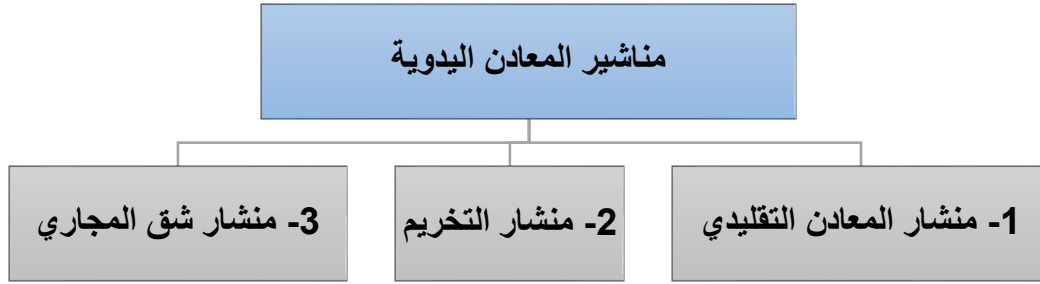 مناشير المعادن اليدوية
1- منشار المعادن التقليدي
2- منشار التخريم
3- منشار شق المجاري